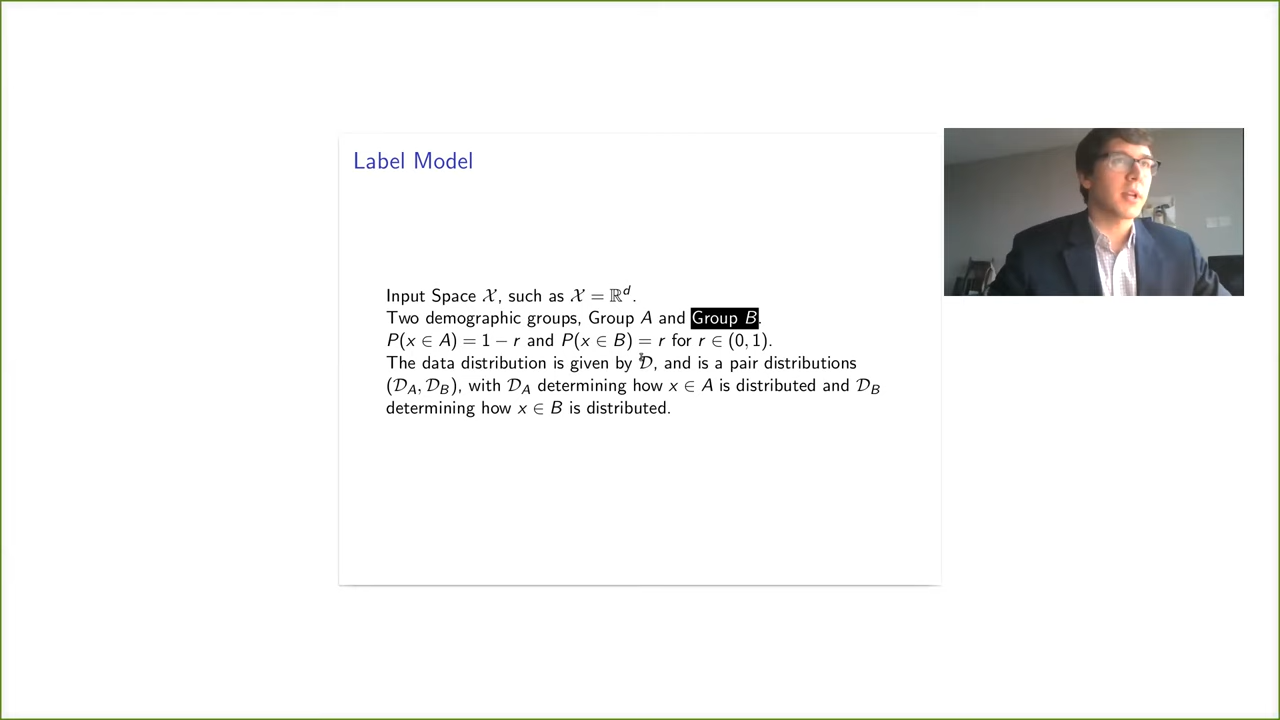 Label Model
Input Space 𝒳, such as 𝒳 = ℝᵈ.
Two demographic groups, Group A and Group B.
P(x ∈ A) = 1 − r and P(x ∈ B) = r for r ∈ (0, 1).
The data distribution is given by 𝒟, and is a pair distributions
(𝒟_A, 𝒟_B), with 𝒟_A determining how x ∈ A is distributed and 𝒟_B
determining how x ∈ B is distributed.